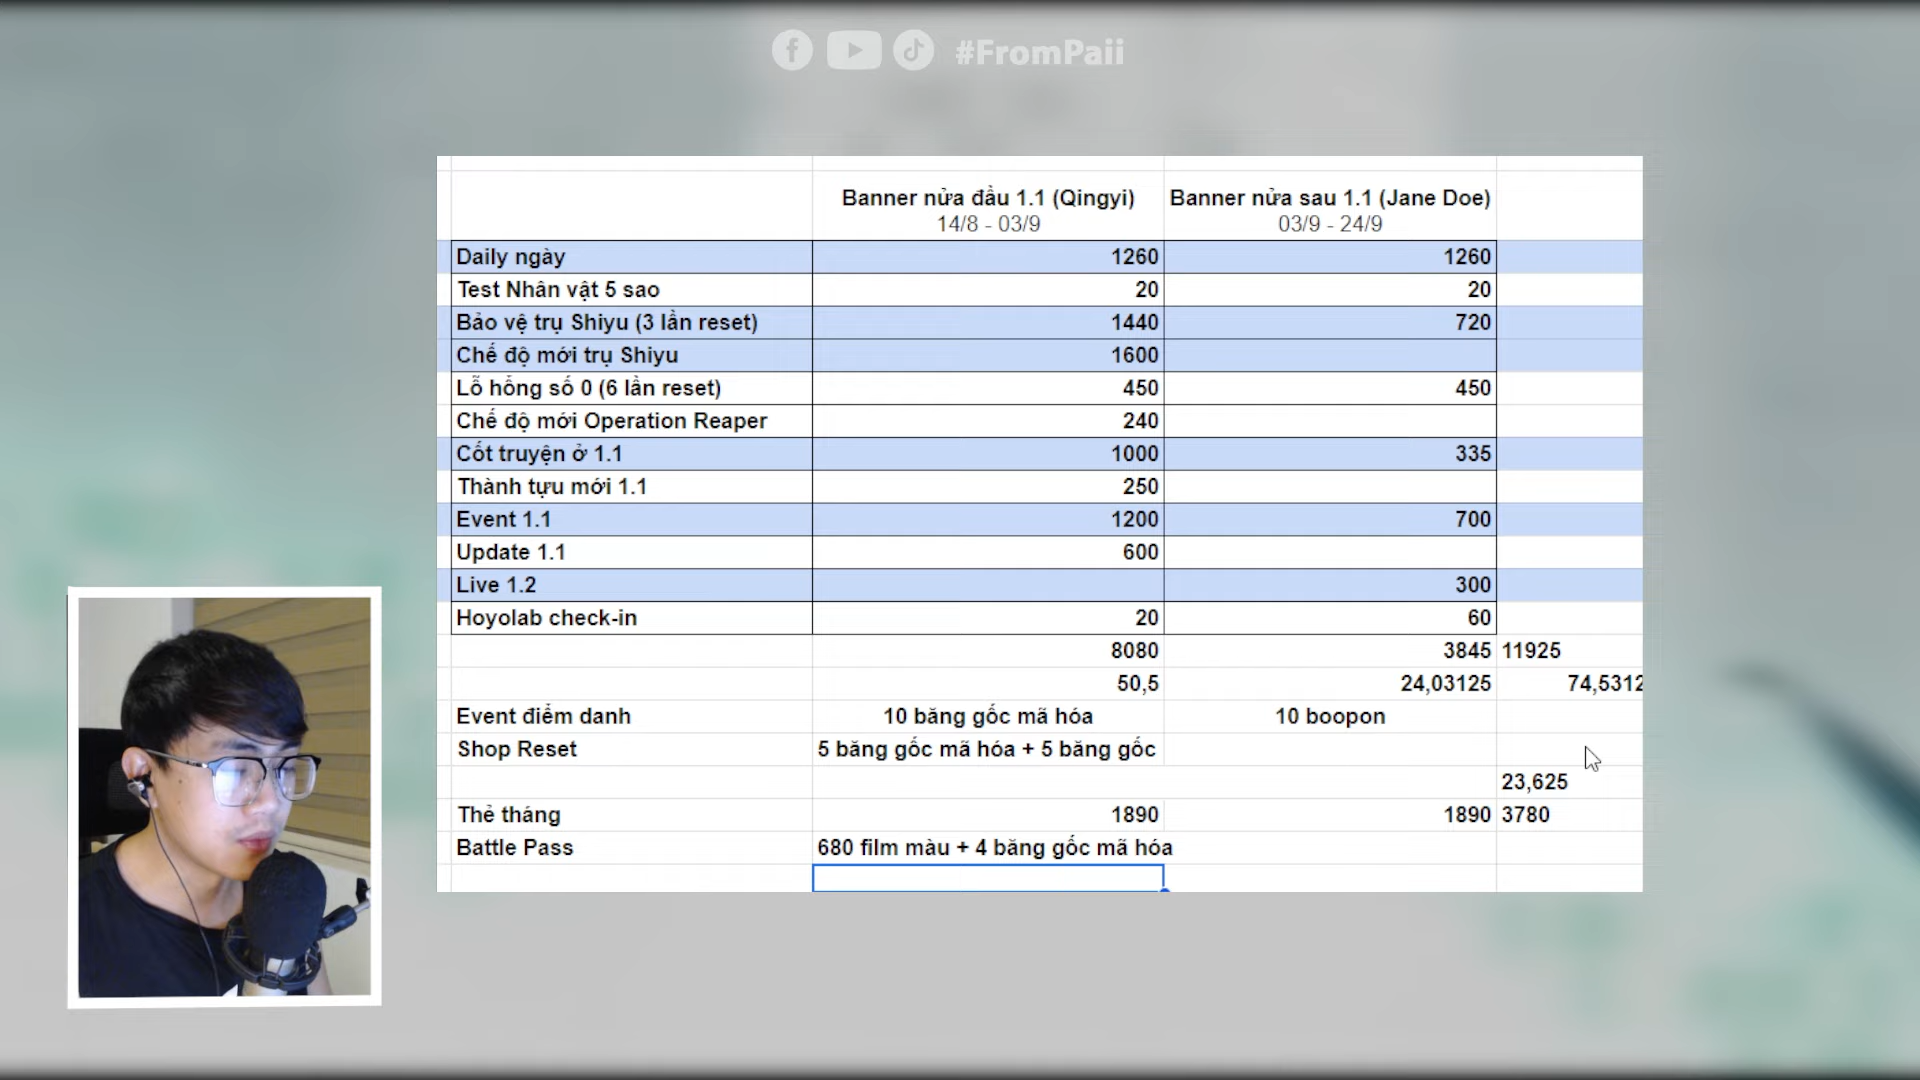 #FromPaii
Banner nửa đầu 1.1 (Qingyi) Banner nửa sau 1.1 (Jane Doe)
14/8 - 03/9 03/9 - 24/9
Daily ngày 1260 1260
Test Nhân vật 5 sao 20 20
Bảo vệ trụ Shiyu (3 lần reset) 1440 720
Chế độ mới trụ Shiyu 1600
Lỗ hổng số 0 (6 lần reset) 450 450
Chế độ mới Operation Reaper 240
Cốt truyện ở 1.1 1000 335
Thành tựu mới 1.1 250
Event 1.1 1200 700
Update 1.1 600
Live 1.2 300
Hoyolab check-in 20 60
8080 3845 11925
50,5 24,03125 74,5312
Event điểm danh 10 băng gốc mã hóa 10 boopon
Shop Reset 5 băng gốc mã hóa + 5 băng gốc
23,625
Thẻ tháng 1890 1890 3780
Battle Pass 680 film màu + 4 băng gốc mã hóa